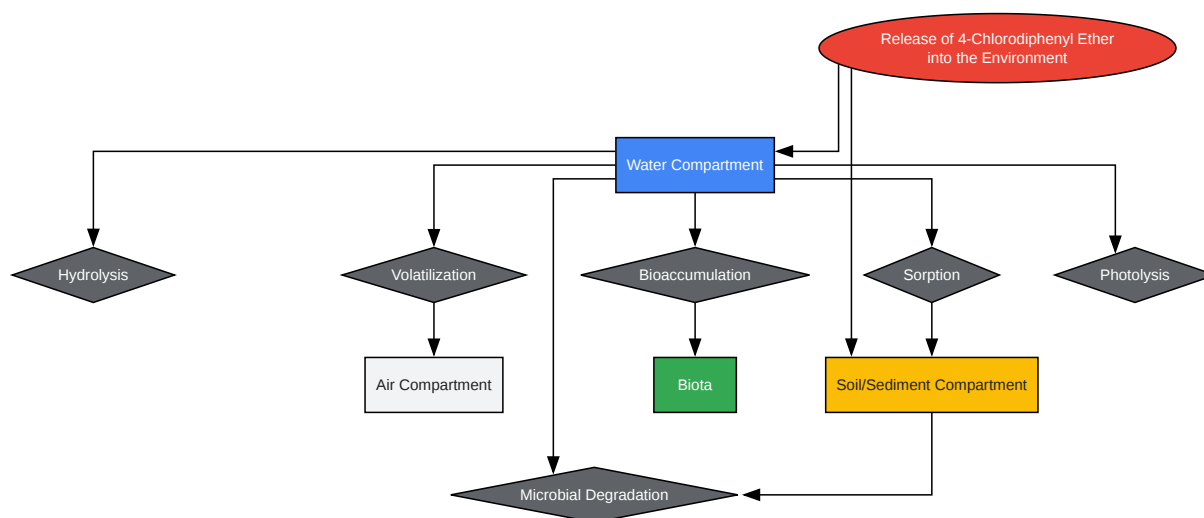 Release of 4-Chlorodiphenyl Ether
into the Environment
Water Compartment
Hydrolysis
Volatilization
Bioaccumulation
Sorption
Photolysis
Air Compartment
Biota
Soil/Sediment Compartment
Microbial Degradation